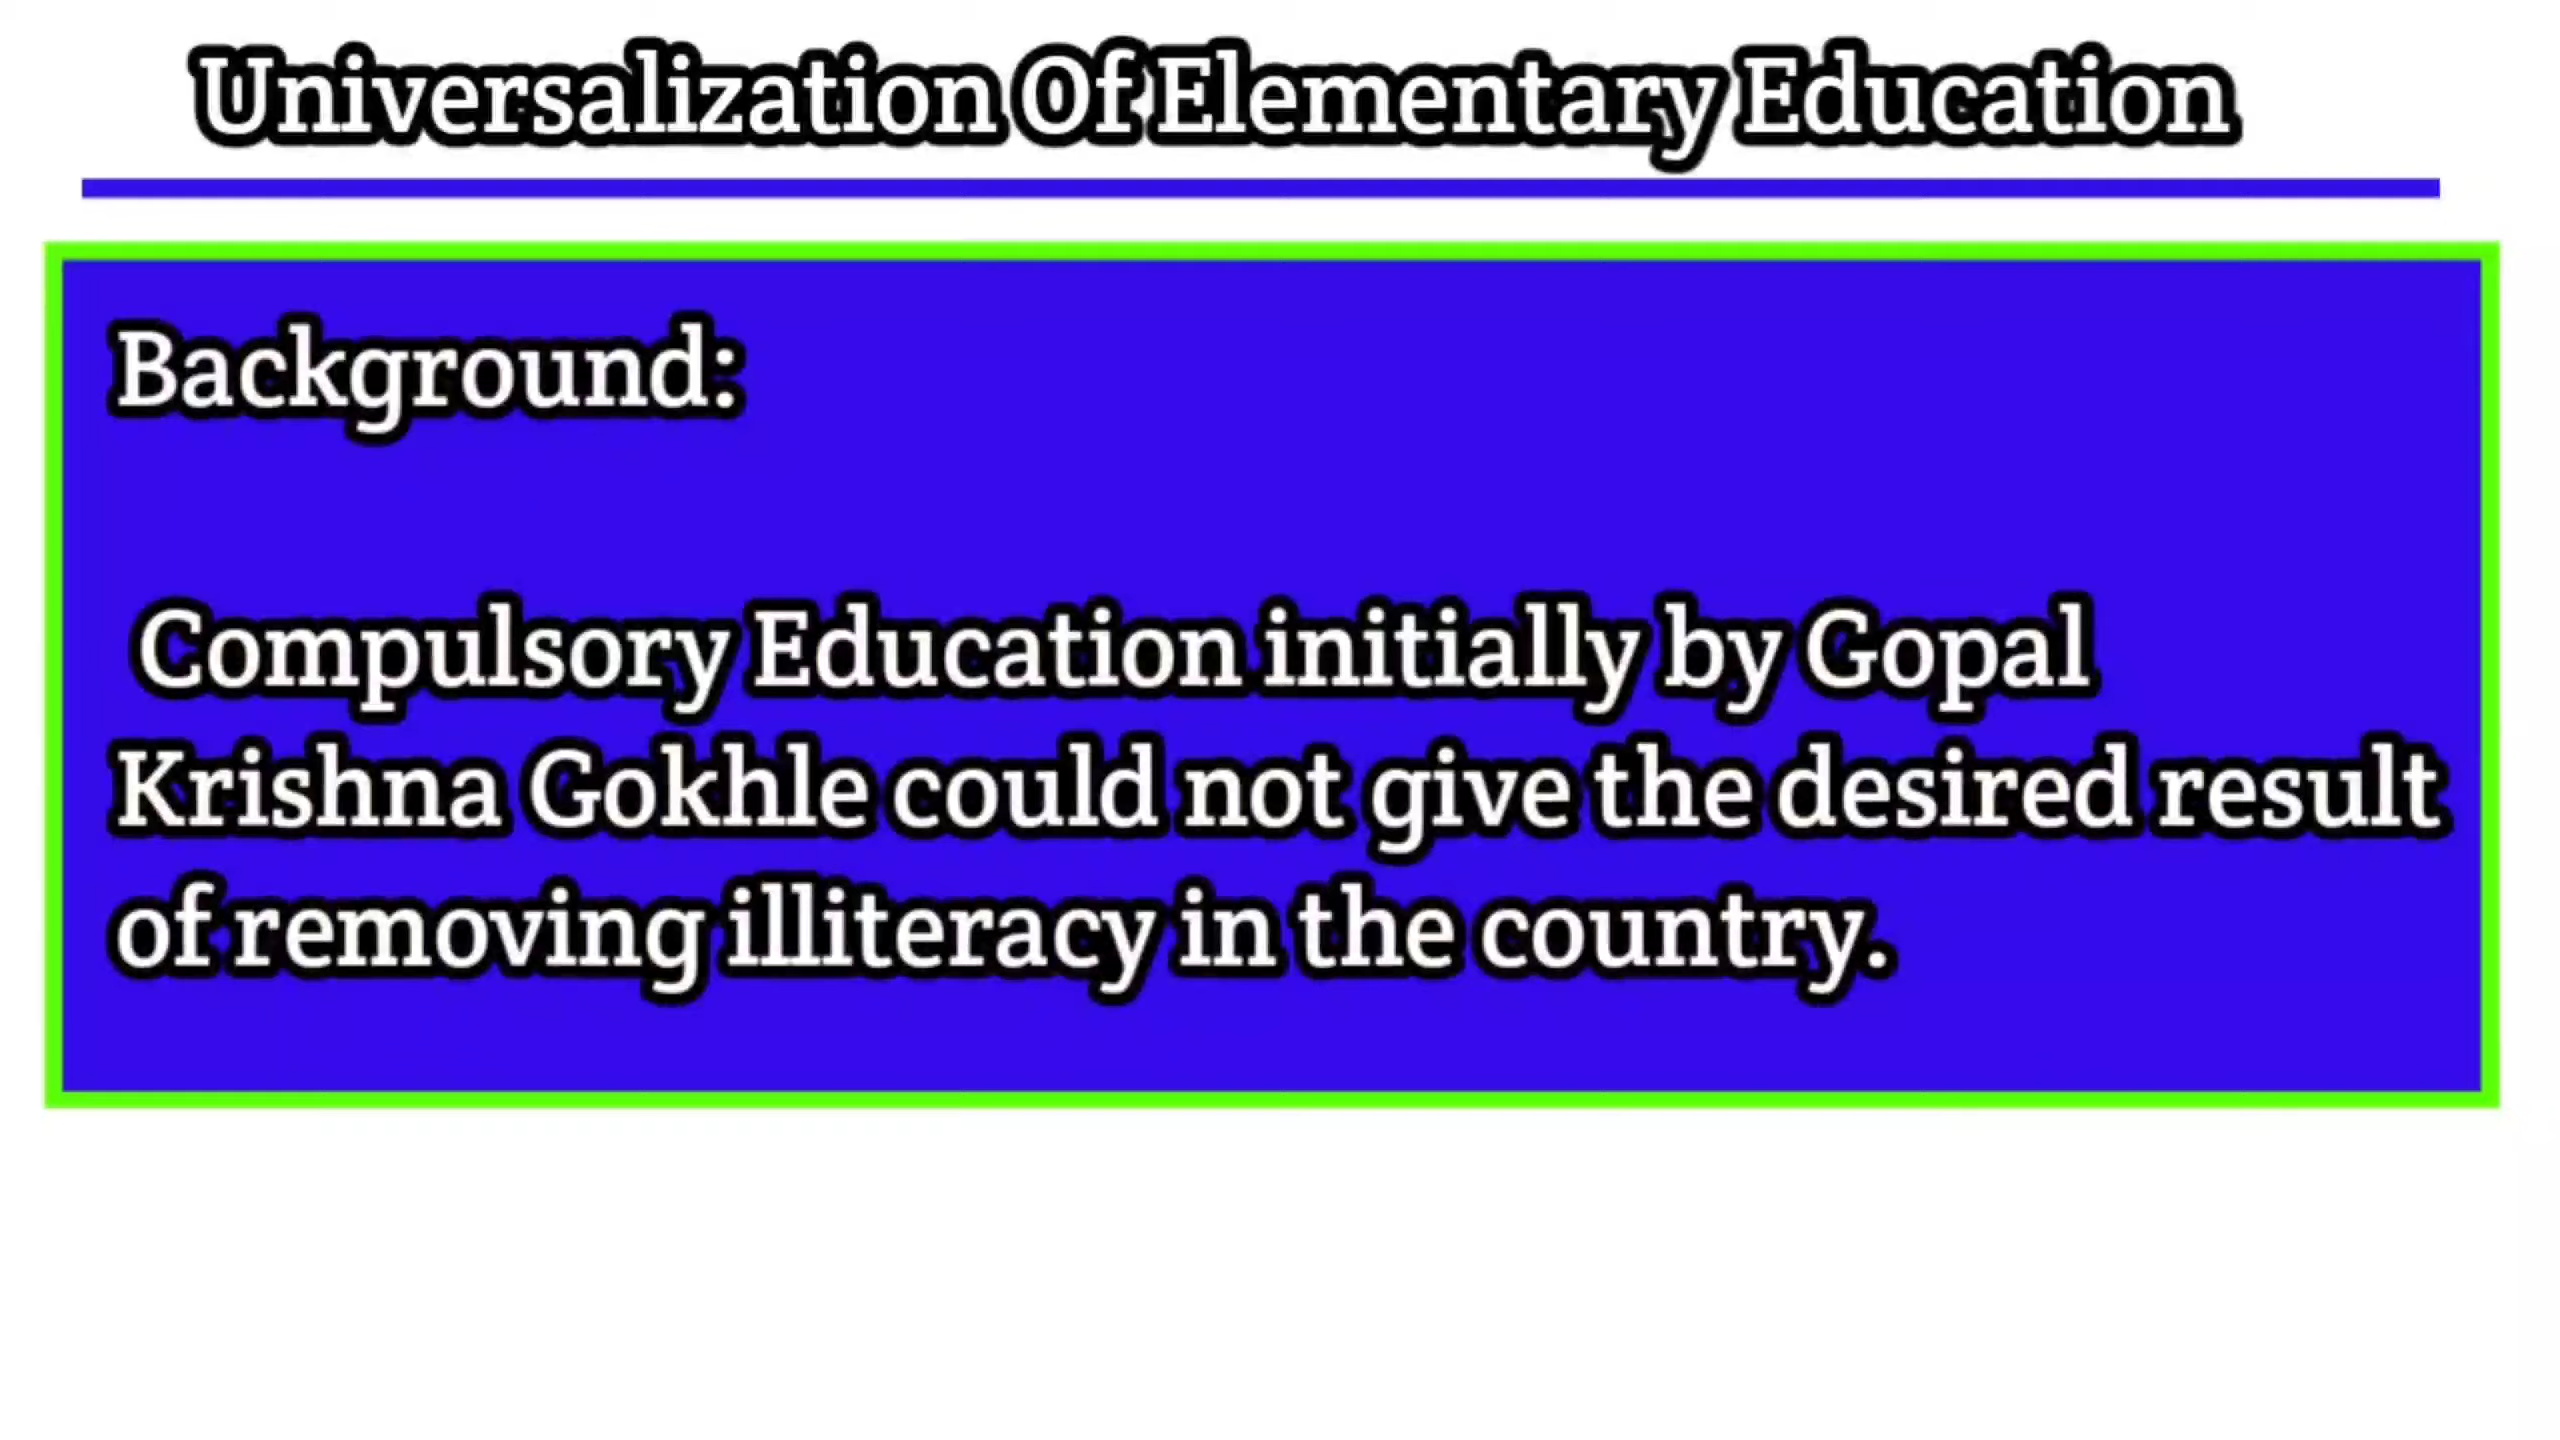 Universalization Of Elementary Education
Background:
Compulsory Education initially by Gopal
Krishna Gokhle could not give the desired result
of removing illiteracy in the country.